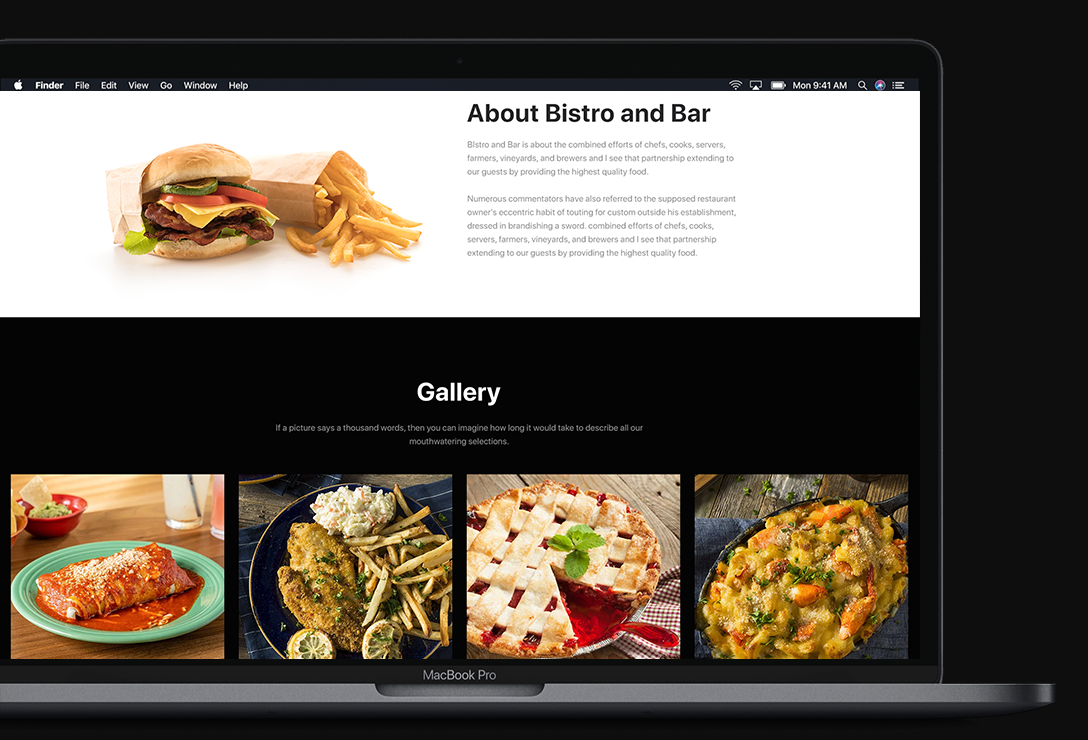 Finder File Edit View Go Window Help Mon 9:41 AM
About Bistro and Bar
BIstro and Bar is about the combined efforts of chefs, cooks, servers,
farmers, vineyards, and brewers and I see that partnership extending to
our guests by providing the highest quality food.
Numerous commentators have also referred to the supposed restaurant
owner's eccentric habit of touting for custom outside his establishment,
dressed in brandishing a sword. combined efforts of chefs, cooks,
servers, farmers, vineyards, and brewers and I see that partnership
extending to our guests by providing the highest quality food.
Gallery
If a picture says a thousand words, then you can imagine how long it would take to describe all our
mouthwatering selections.
MacBook Pro